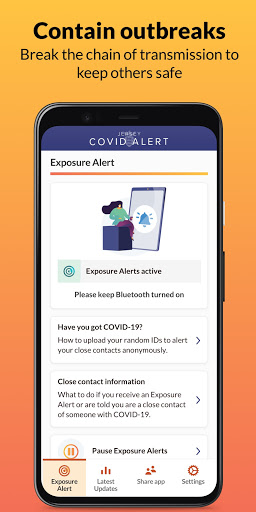 Contain outbreaks
Break the chain of transmission to
keep others safe
JERSEY
COVID ALERT
Exposure Alert
Exposure Alerts active
Please keep Bluetooth turned on
Have you got COVID-19?
How to upload your random IDs to alert
your close contacts anonymously.
Close contact information
What to do if you receive an Exposure
Alert or are told you are a close contact
of someone with COVID-19.
Pause Exposure Alerts
Exposure
Alert
Latest
Updates
Share app
Settings